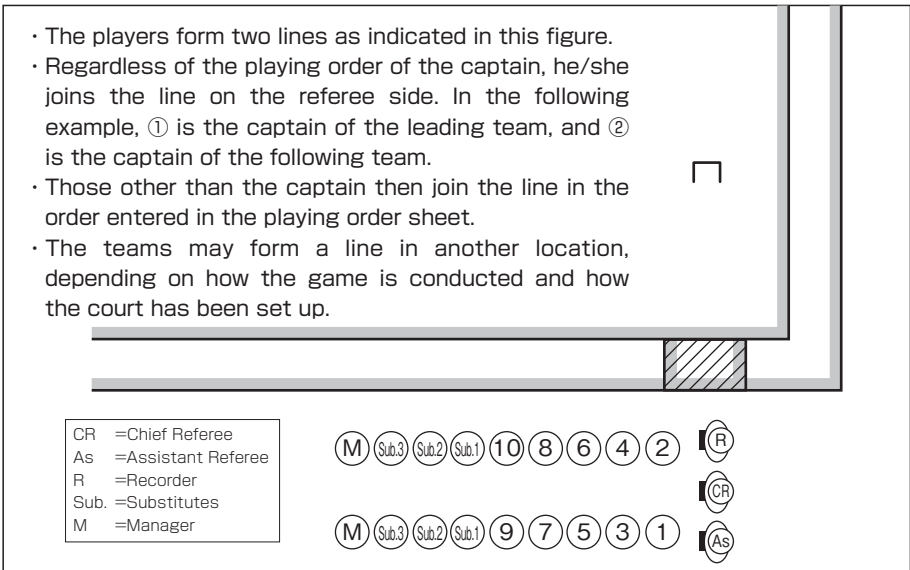 · The players form two lines as indicated in this figure.
· Regardless of the playing order of the captain, he/she
joins the line on the referee side. In the following
example, ① is the captain of the leading team, and ②
is the captain of the following team.
· Those other than the captain then join the line in the
order entered in the playing order sheet.
· The teams may form a line in another location,
depending on how the game is conducted and how
the court has been set up.
CR =Chief Referee
As =Assistant Referee
R =Recorder
Sub. =Substitutes
M =Manager
M Sub.3 Sub.2 Sub.1 10 8 6 4 2 R
CR
M Sub.3 Sub.2 Sub.1 9 7 5 3 1 As